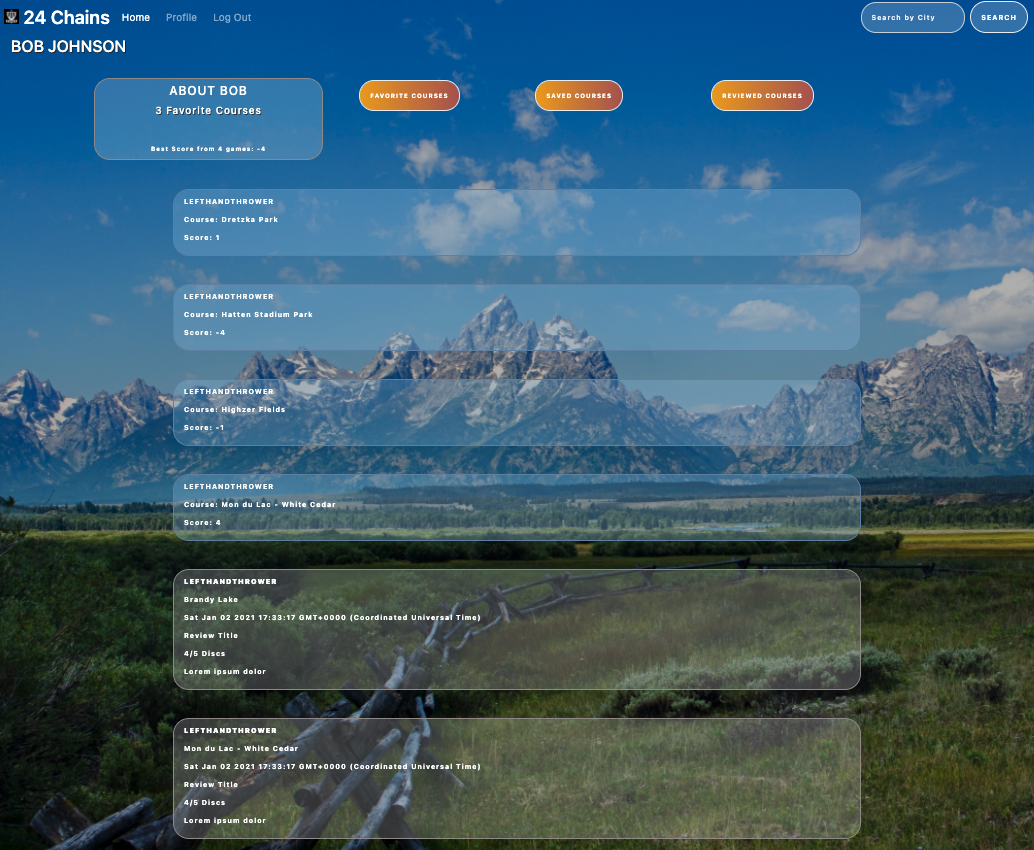 24 Chains Home Profile Log Out Search by City SEARCH
BOB JOHNSON
ABOUT BOB
3 Favorite Courses
Best Score from 4 games: -4
FAVORITE COURSES SAVED COURSES REVIEWED COURSES
LEFTHANDTHROWER
Course: Dretzka Park
Score: 1
LEFTHANDTHROWER
Course: Hatten Stadium Park
Score: -4
LEFTHANDTHROWER
Course: Highzer Fields
Score: -1
LEFTHANDTHROWER
Course: Mon du Lac - White Cedar
Score: 4
LEFTHANDTHROWER
Brandy Lake
Sat Jan 02 2021 17:33:17 GMT+0000 (Coordinated Universal Time)
Review Title
4/5 Discs
Lorem ipsum dolor
LEFTHANDTHROWER
Mon du Lac - White Cedar
Sat Jan 02 2021 17:33:17 GMT+0000 (Coordinated Universal Time)
Review Title
4/5 Discs
Lorem ipsum dolor